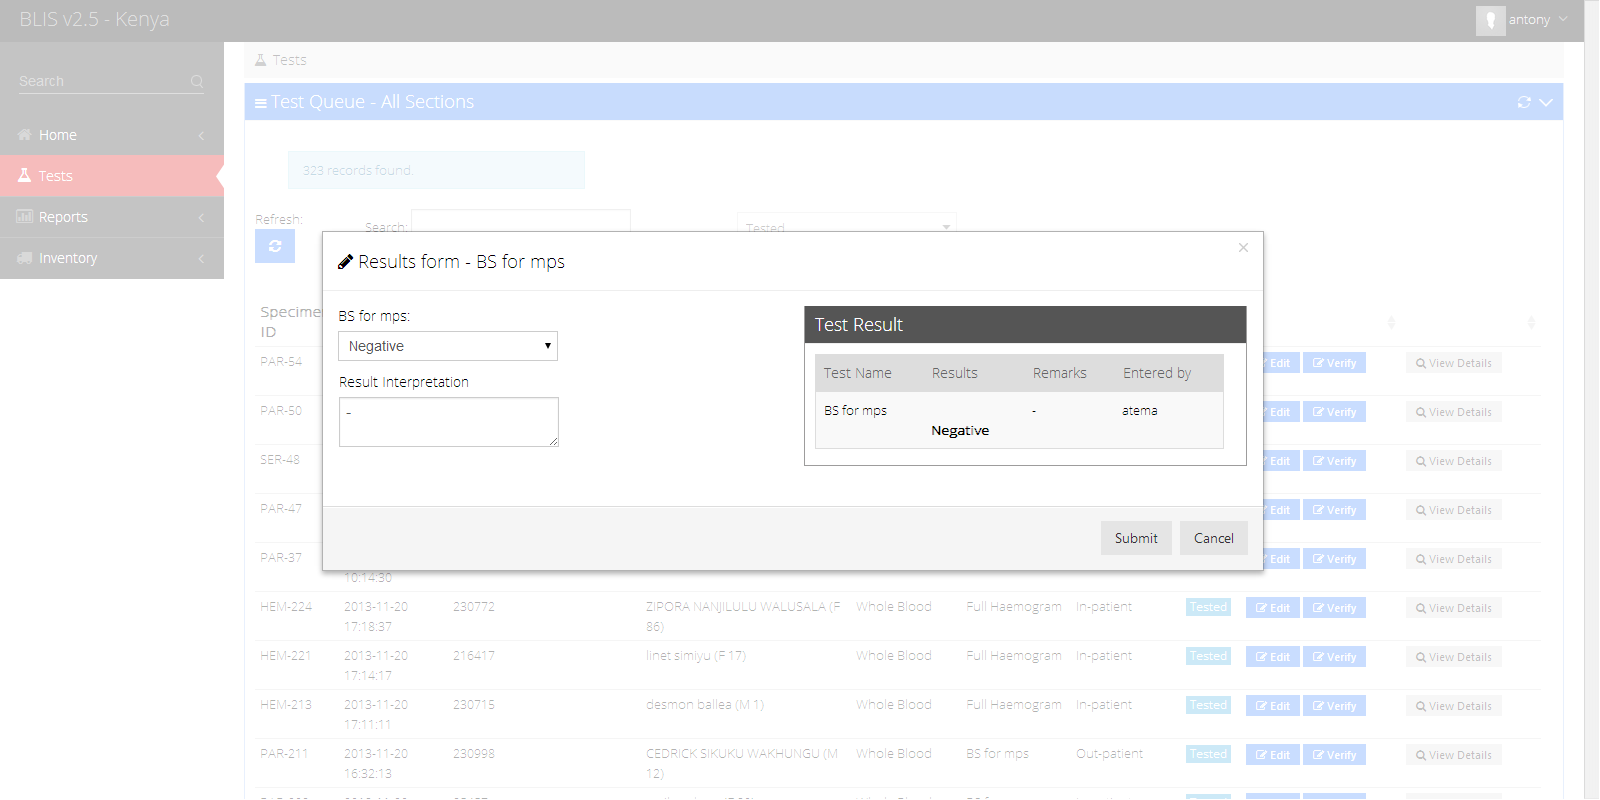 BLIS v2.5 - Kenya
antony
Search
Home
Tests
Reports
Inventory
Tests
Test Queue - All Sections
323 records found.
Refresh:
Search:
Tested
Results form - BS for mps
×
BS for mps:
Negative
Result Interpretation
-
Test Result
Test Name Results Remarks Entered by
BS for mps - atema
Negative
Submit Cancel
Specime
ID
PAR-54 Edit Verify View Details
PAR-50 Edit Verify View Details
SER-48 Edit Verify View Details
PAR-47 Edit Verify View Details
PAR-37 Edit Verify View Details
10:14:30
HEM-224 2013-11-20 230772 ZIPORA NANJILULU WALUSALA (F Whole Blood Full Haemogram In-patient Tested Edit Verify View Details
17:18:37 86)
HEM-221 2013-11-20 216417 linet simiyu (F 17) Whole Blood Full Haemogram In-patient Tested Edit Verify View Details
17:14:17
HEM-213 2013-11-20 230715 desmon ballea (M 1) Whole Blood Full Haemogram In-patient Tested Edit Verify View Details
17:11:11
PAR-211 2013-11-20 230998 CEDRICK SIKUKU WAKHUNGU (M Whole Blood BS for mps Out-patient Tested Edit Verify View Details
16:32:13 12)